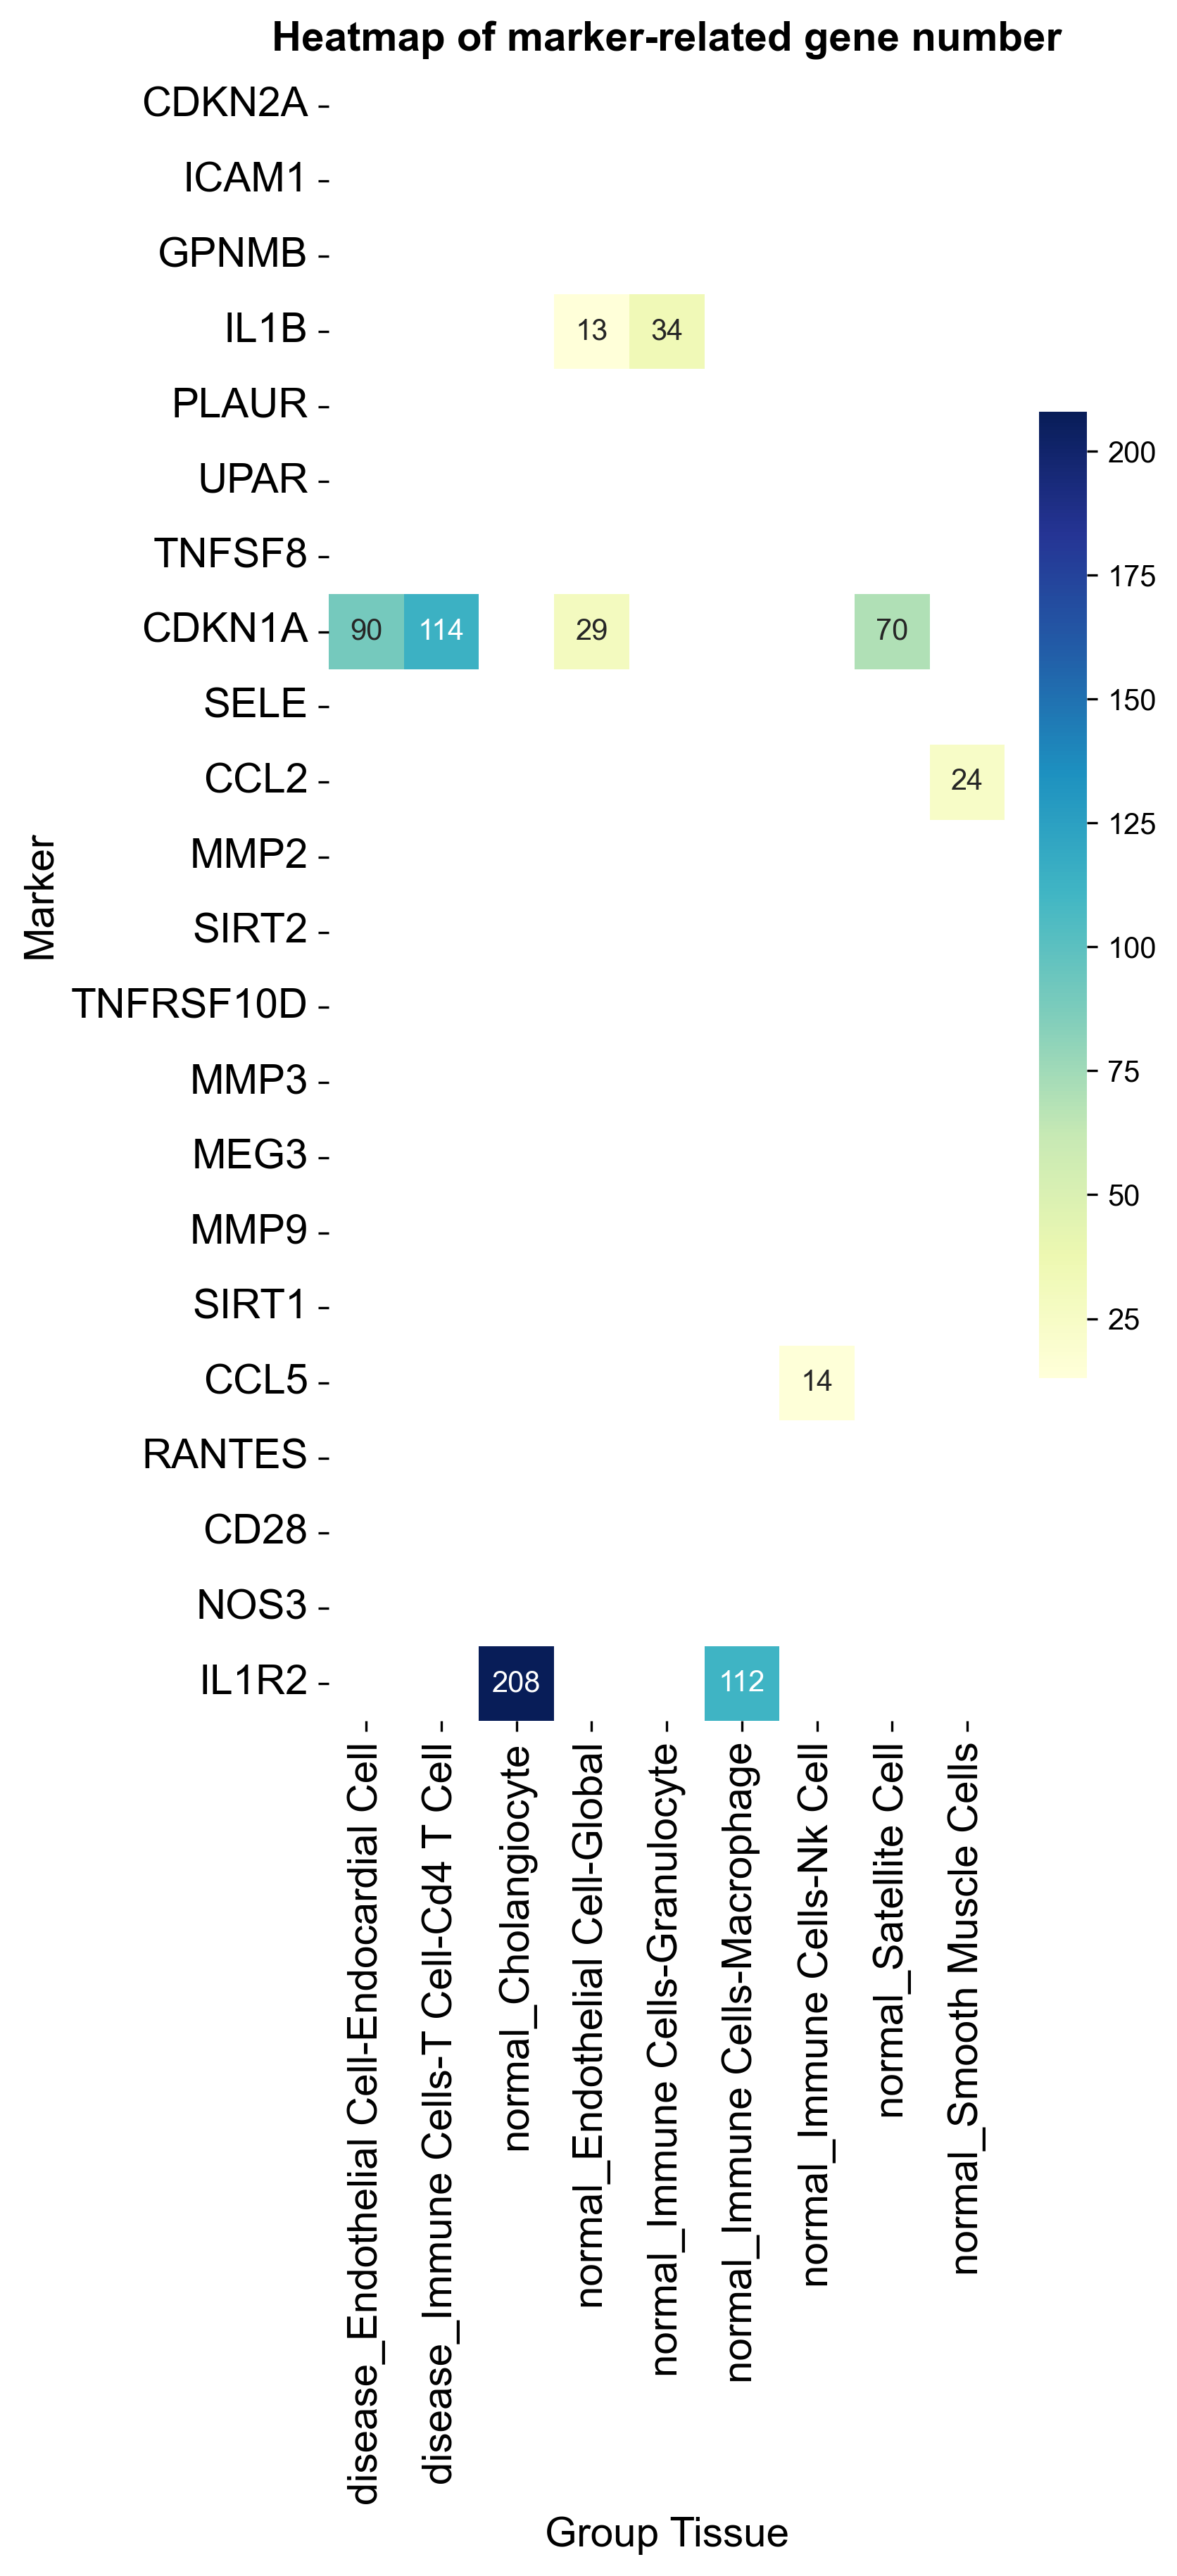 Heatmap of marker-related gene number
CDKN2A
ICAM1
GPNMB
IL1B
13 34
PLAUR
UPAR
TNFSF8
CDKN1A
90 114 29 70
SELE
CCL2
24
MMP2
SIRT2
TNFRSF10D
MMP3
MEG3
MMP9
SIRT1
CCL5
14
RANTES
CD28
NOS3
IL1R2
208 112
Marker
200
175
150
125
100
75
50
25
disease_Endothelial Cell-Endocardial Cell
disease_Immune Cells-T Cell-Cd4 T Cell
normal_Cholangiocyte
normal_Endothelial Cell-Global
normal_Immune Cells-Granulocyte
normal_Immune Cells-Macrophage
normal_Immune Cells-Nk Cell
normal_Satellite Cell
normal_Smooth Muscle Cells
Group Tissue